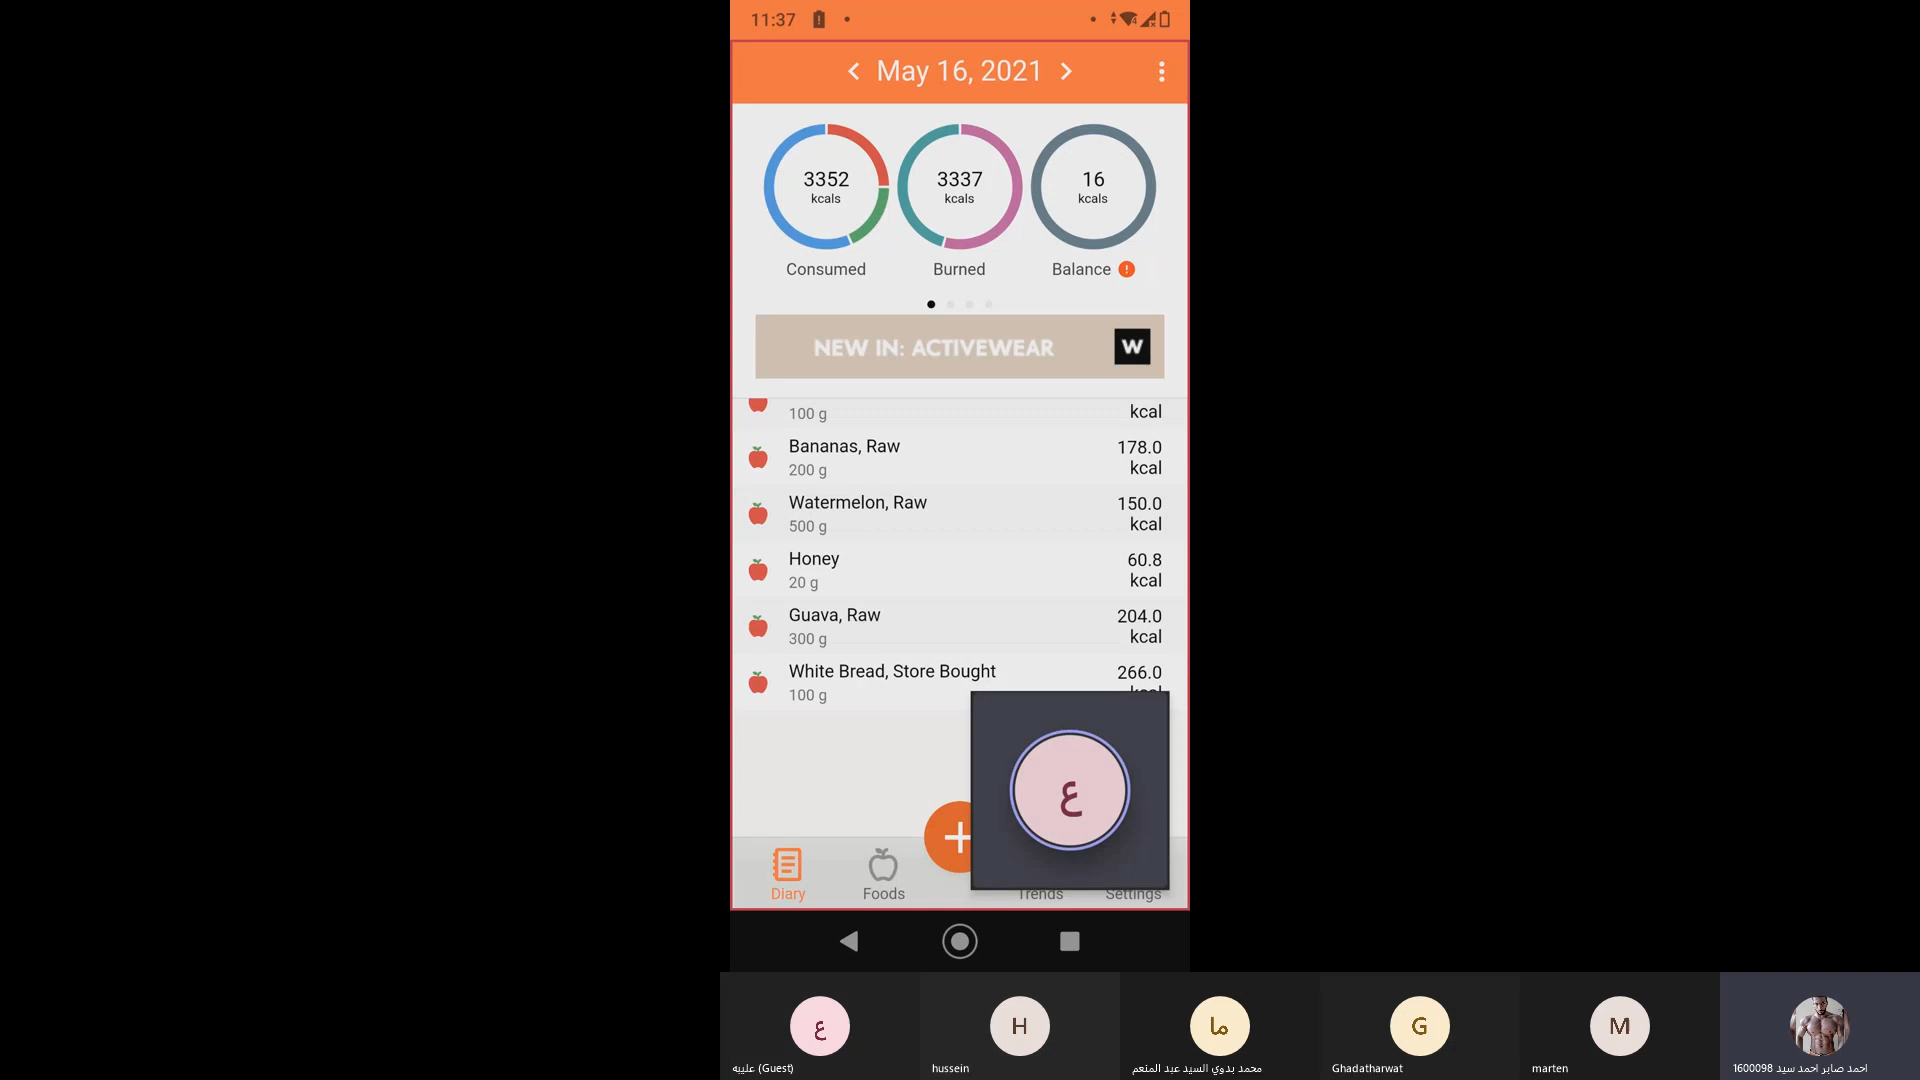 11:37
May 16, 2021
3352
kcals
3337
kcals
16
kcals
Consumed
Burned
Balance
NEW IN: ACTIVEWEAR
W
100 g
kcal
Bananas, Raw
178.0
200 g
kcal
Watermelon, Raw
150.0
500 g
kcal
Honey
60.8
20 g
kcal
Guava, Raw
204.0
300 g
kcal
White Bread, Store Bought
266.0
100 g
kcal
ع
Diary
Foods
Trends
Settings
ع
H
ما
G
M
علييه (Guest)
hussein
محمد بدوي السيد عبد المنعم
Ghadatharwat
marten
احمد صابر احمد سيد 1600098